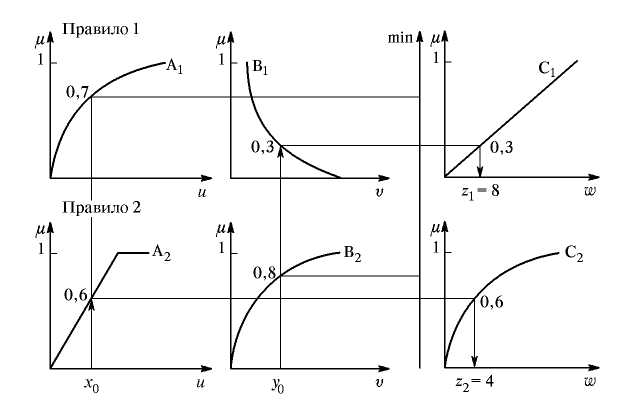 Правило 1
μ
1
A₁
0,7
u
μ
1
B₁
0,3
υ
min
μ
1
C₁
0,3
z₁ = 8
w
Правило 2
μ
1
A₂
0,6
x₀
u
μ
1
B₂
0,8
y₀
υ
μ
1
C₂
0,6
z₂ = 4
w